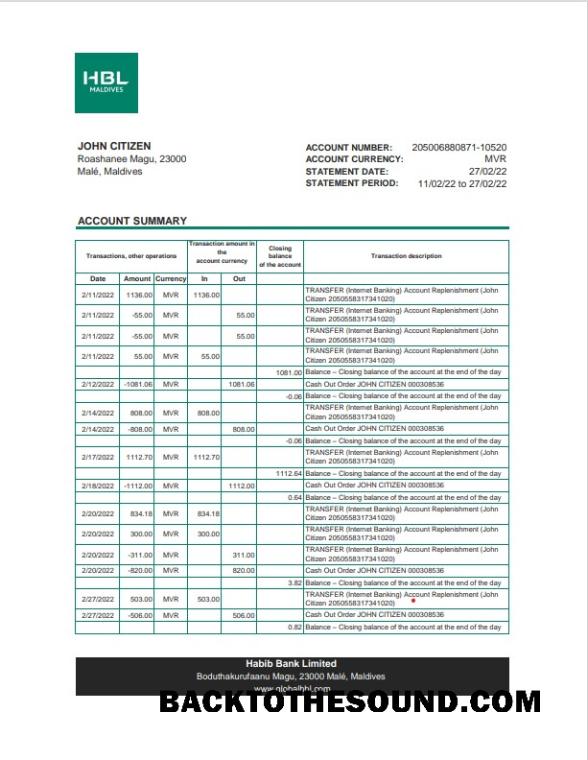 HBL
MALDIVES
JOHN CITIZEN
Roashanee Magu, 23000
Malé, Maldives
ACCOUNT NUMBER: 205006880871-10520
ACCOUNT CURRENCY: MVR
STATEMENT DATE: 27/02/22
STATEMENT PERIOD: 11/02/22 to 27/02/22
ACCOUNT SUMMARY
Transactions, other operations
Transaction amount in
the
account currency
Closing
balance
of the account
Transaction description
Date Amount Currency In Out
2/11/2022 1136.00 MVR 1136.00 TRANSFER (Internet Banking) Account Replenishment (John
Citizen 2050558317341020)
2/11/2022 -55.00 MVR 55.00 TRANSFER (Internet Banking) Account Replenishment (John
Citizen 2050558317341020)
2/11/2022 -55.00 MVR 55.00 TRANSFER (Internet Banking) Account Replenishment (John
Citizen 2050558317341020)
2/11/2022 55.00 MVR 55.00 TRANSFER (Internet Banking) Account Replenishment (John
Citizen 2050558317341020)
1081.00 Balance – Closing balance of the account at the end of the day
2/12/2022 -1081.06 MVR 1081.06 Cash Out Order JOHN CITIZEN 000308536
-0.06 Balance – Closing balance of the account at the end of the day
2/14/2022 808.00 MVR 808.00 TRANSFER (Internet Banking) Account Replenishment (John
Citizen 2050558317341020)
2/14/2022 -808.00 MVR 808.00 Cash Out Order JOHN CITIZEN 000308536
-0.06 Balance – Closing balance of the account at the end of the day
2/17/2022 1112.70 MVR 1112.70 TRANSFER (Internet Banking) Account Replenishment (John
Citizen 2050558317341020)
1112.64 Balance – Closing balance of the account at the end of the day
2/18/2022 -1112.00 MVR 1112.00 Cash Out Order JOHN CITIZEN 000308536
0.64 Balance – Closing balance of the account at the end of the day
2/20/2022 834.18 MVR 834.18 TRANSFER (Internet Banking) Account Replenishment (John
Citizen 2050558317341020)
2/20/2022 300.00 MVR 300.00 TRANSFER (Internet Banking) Account Replenishment (John
Citizen 2050558317341020)
2/20/2022 -311.00 MVR 311.00 TRANSFER (Internet Banking) Account Replenishment (John
Citizen 2050558317341020)
2/20/2022 -820.00 MVR 820.00 Cash Out Order JOHN CITIZEN 000308536
3.82 Balance – Closing balance of the account at the end of the day
2/27/2022 503.00 MVR 503.00 TRANSFER (Internet Banking) Account Replenishment (John
Citizen 2050558317341020)
2/27/2022 -506.00 MVR 506.00 Cash Out Order JOHN CITIZEN 000308536
0.82 Balance – Closing balance of the account at the end of the day
Habib Bank Limited
Boduthakurufaanu Magu, 23000 Malé, Maldives
www.globalhbl.com
BACKTOTHESOUND.COM